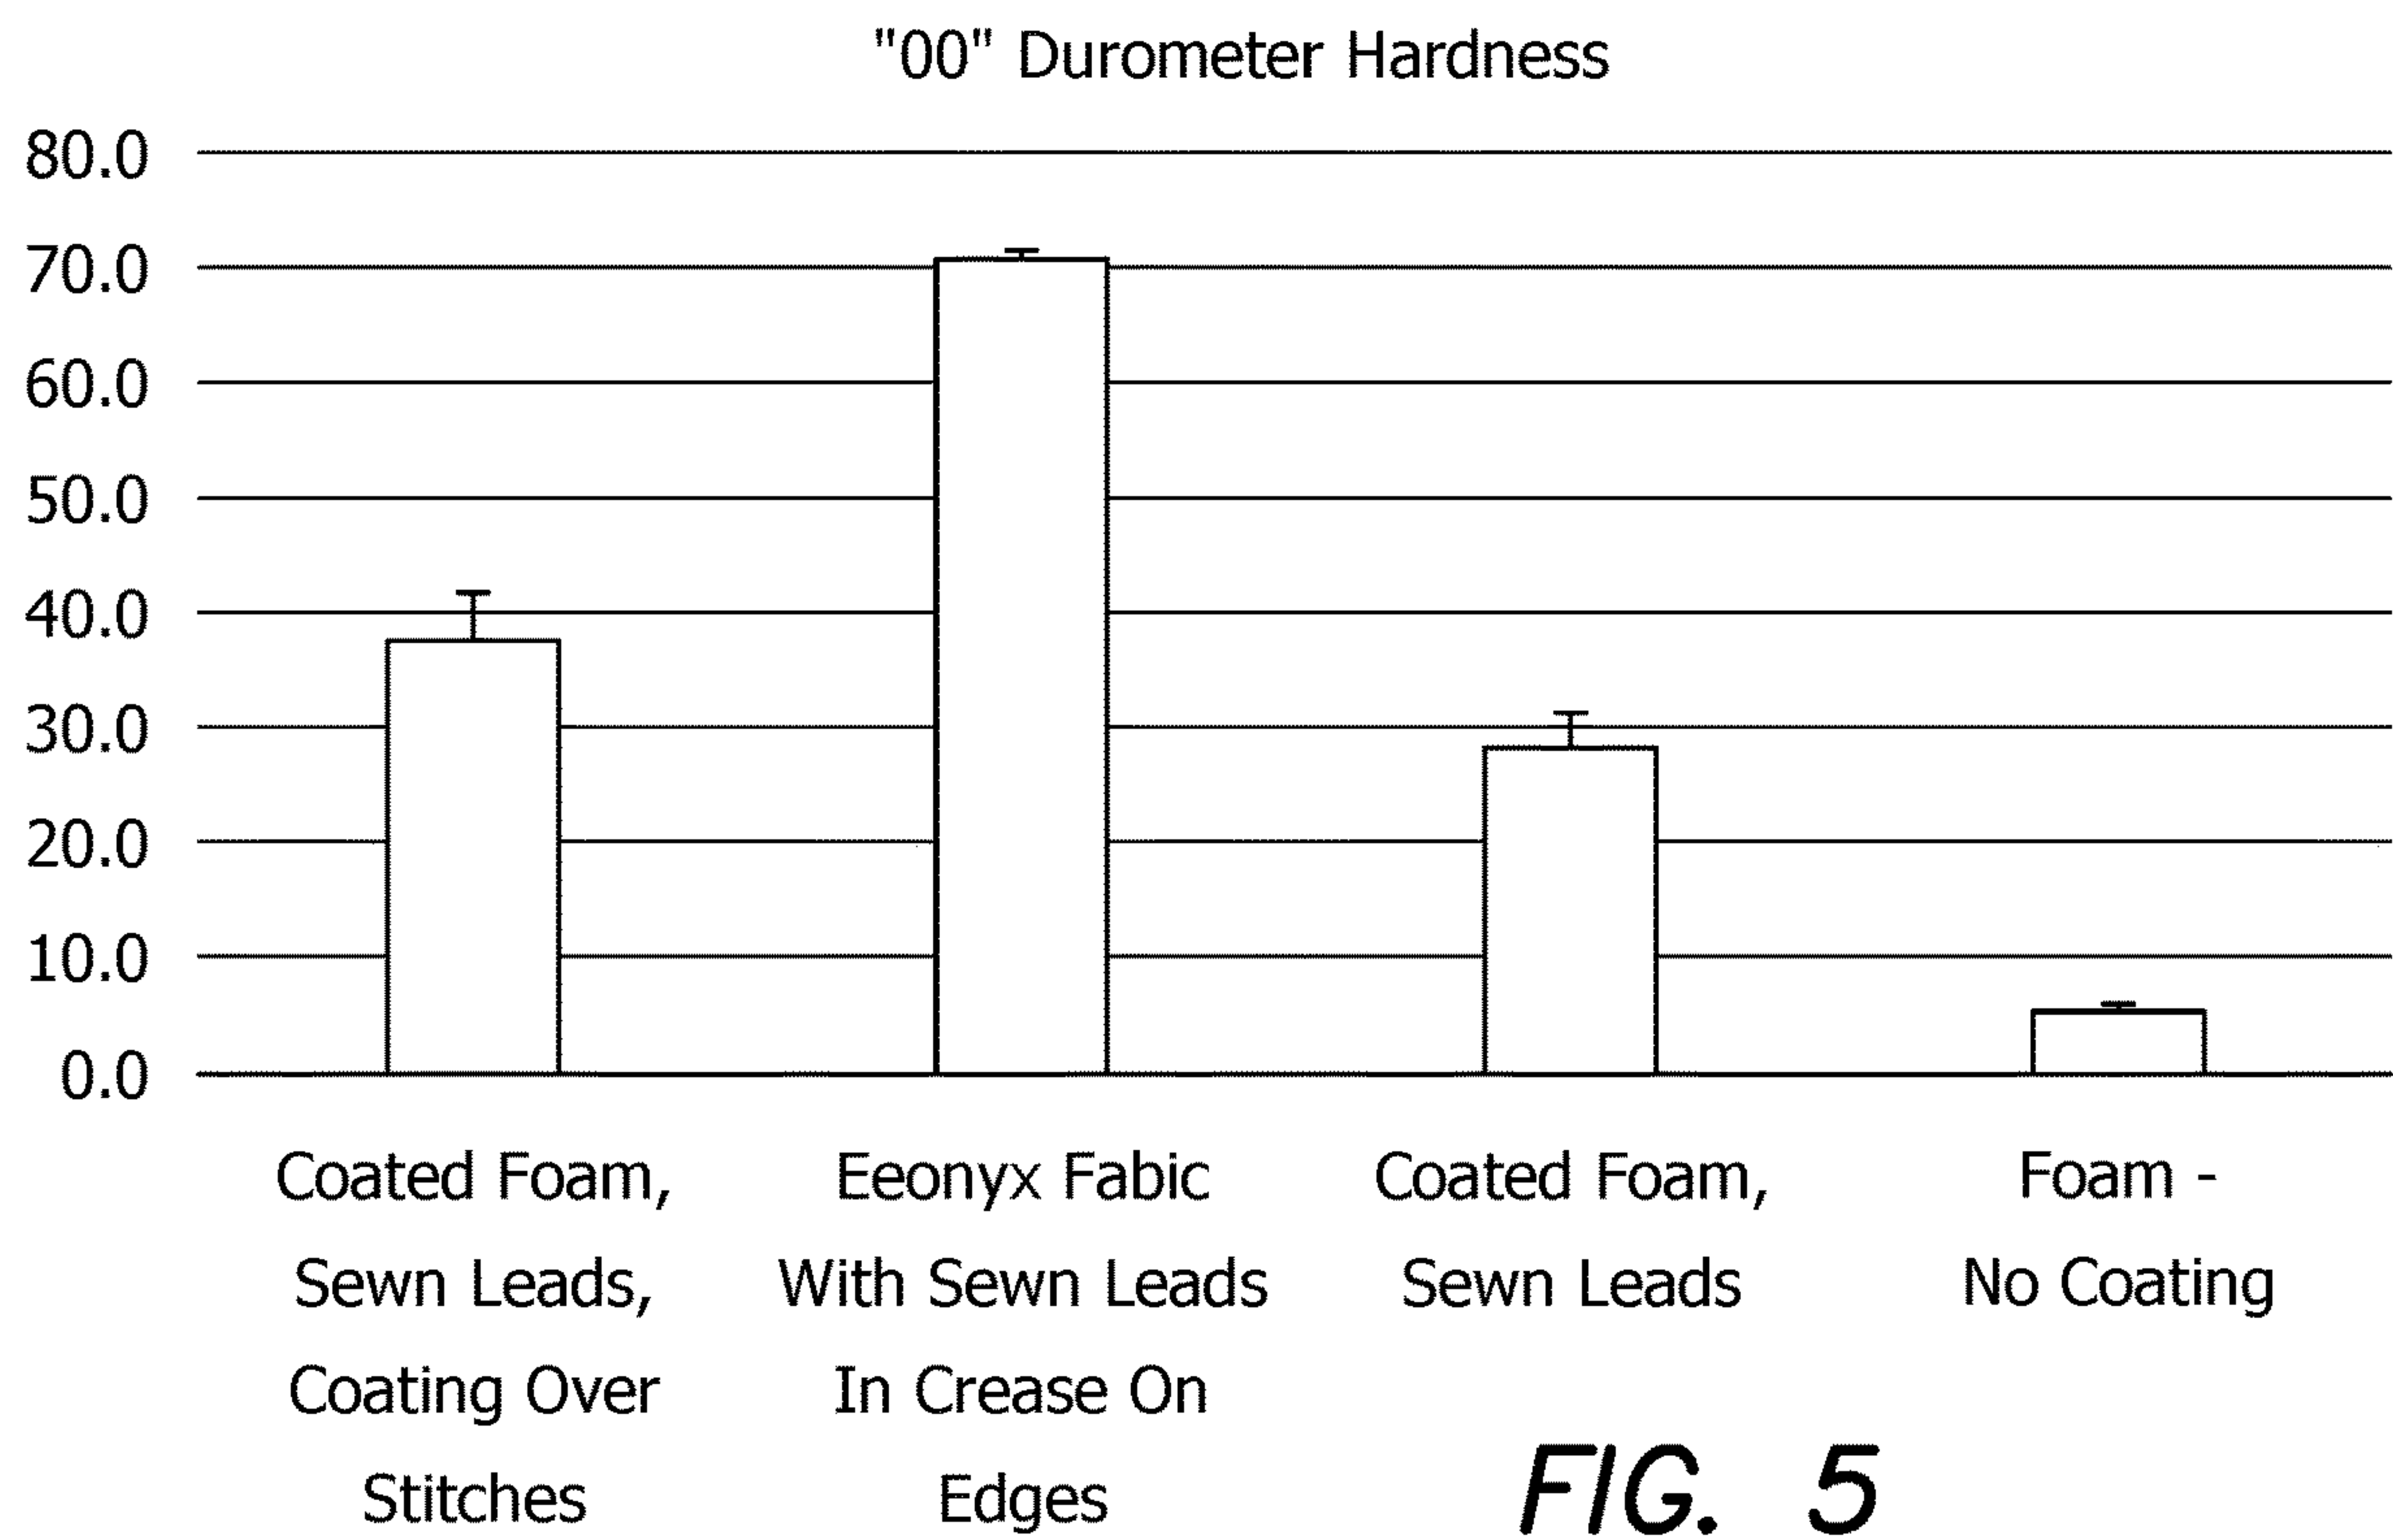 "00" Durometer Hardness
80.0
70.0
60.0
50.0
40.0
30.0
20.0
10.0
0.0
Coated Foam,
Sewn Leads,
Coating Over
Stitches
Eeonyx Fabic
With Sewn Leads
In Crease On
Edges
Coated Foam,
Sewn Leads
Foam -
No Coating
FIG. 5